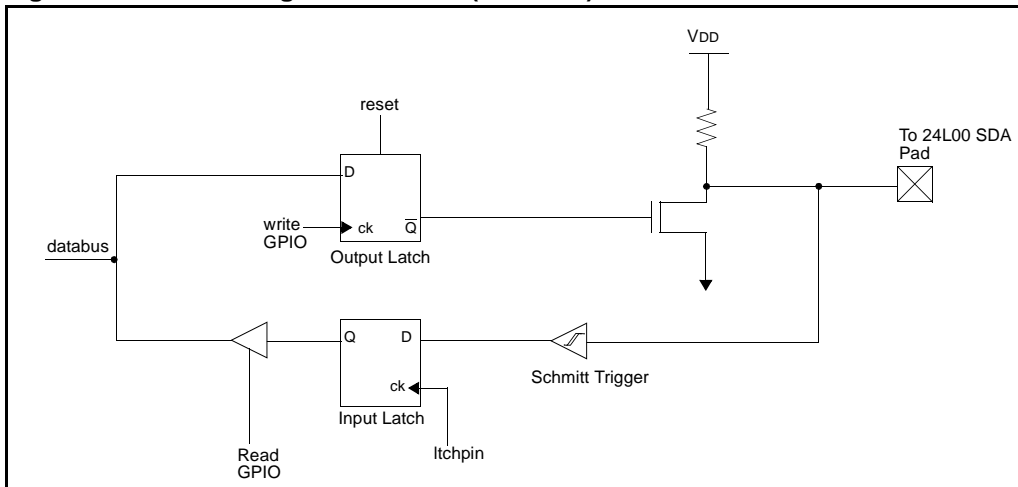 VDD
reset
To 24L00 SDA
Pad
D
write
GPIO
ck
Q
databus
Output Latch
Q
D
Schmitt Trigger
ck
Input Latch
Read
GPIO
ltchpin